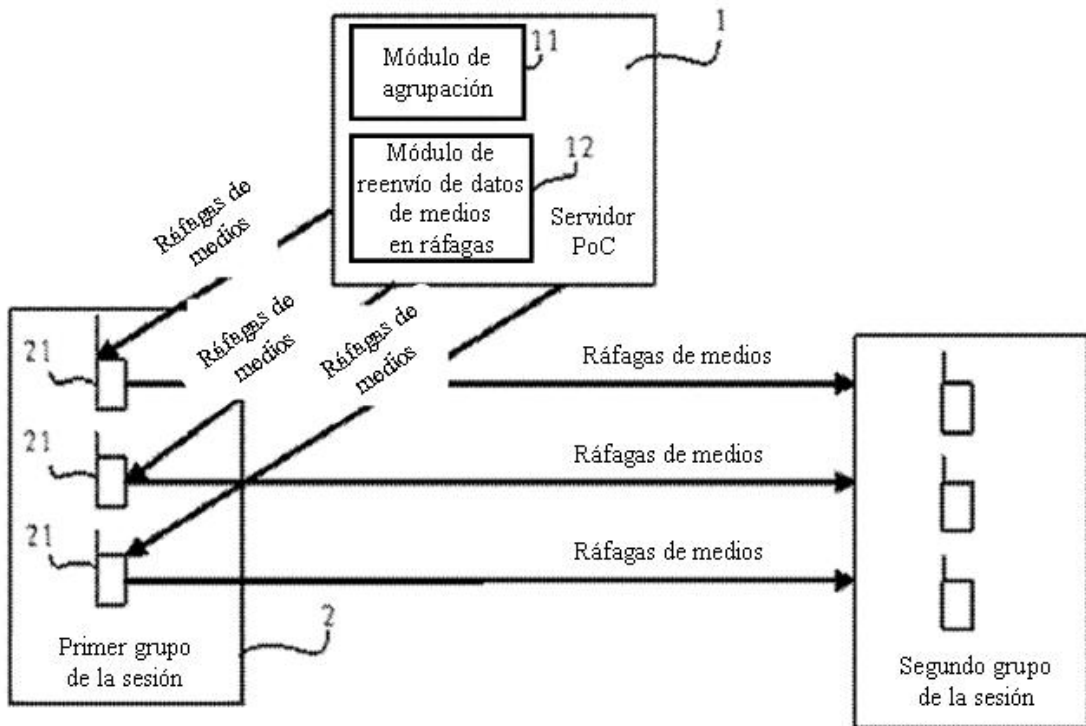 1
11
Módulo de
agrupación
12
Módulo de
reenvío de datos
de medios
en ráfagas
Servidor
PoC
Ráfagas de
medios
Ráfagas de
medios
Ráfagas de
medios
21
21
21
Ráfagas de medios
Ráfagas de medios
Ráfagas de medios
2
Primer grupo
de la sesión
Segundo grupo
de la sesión